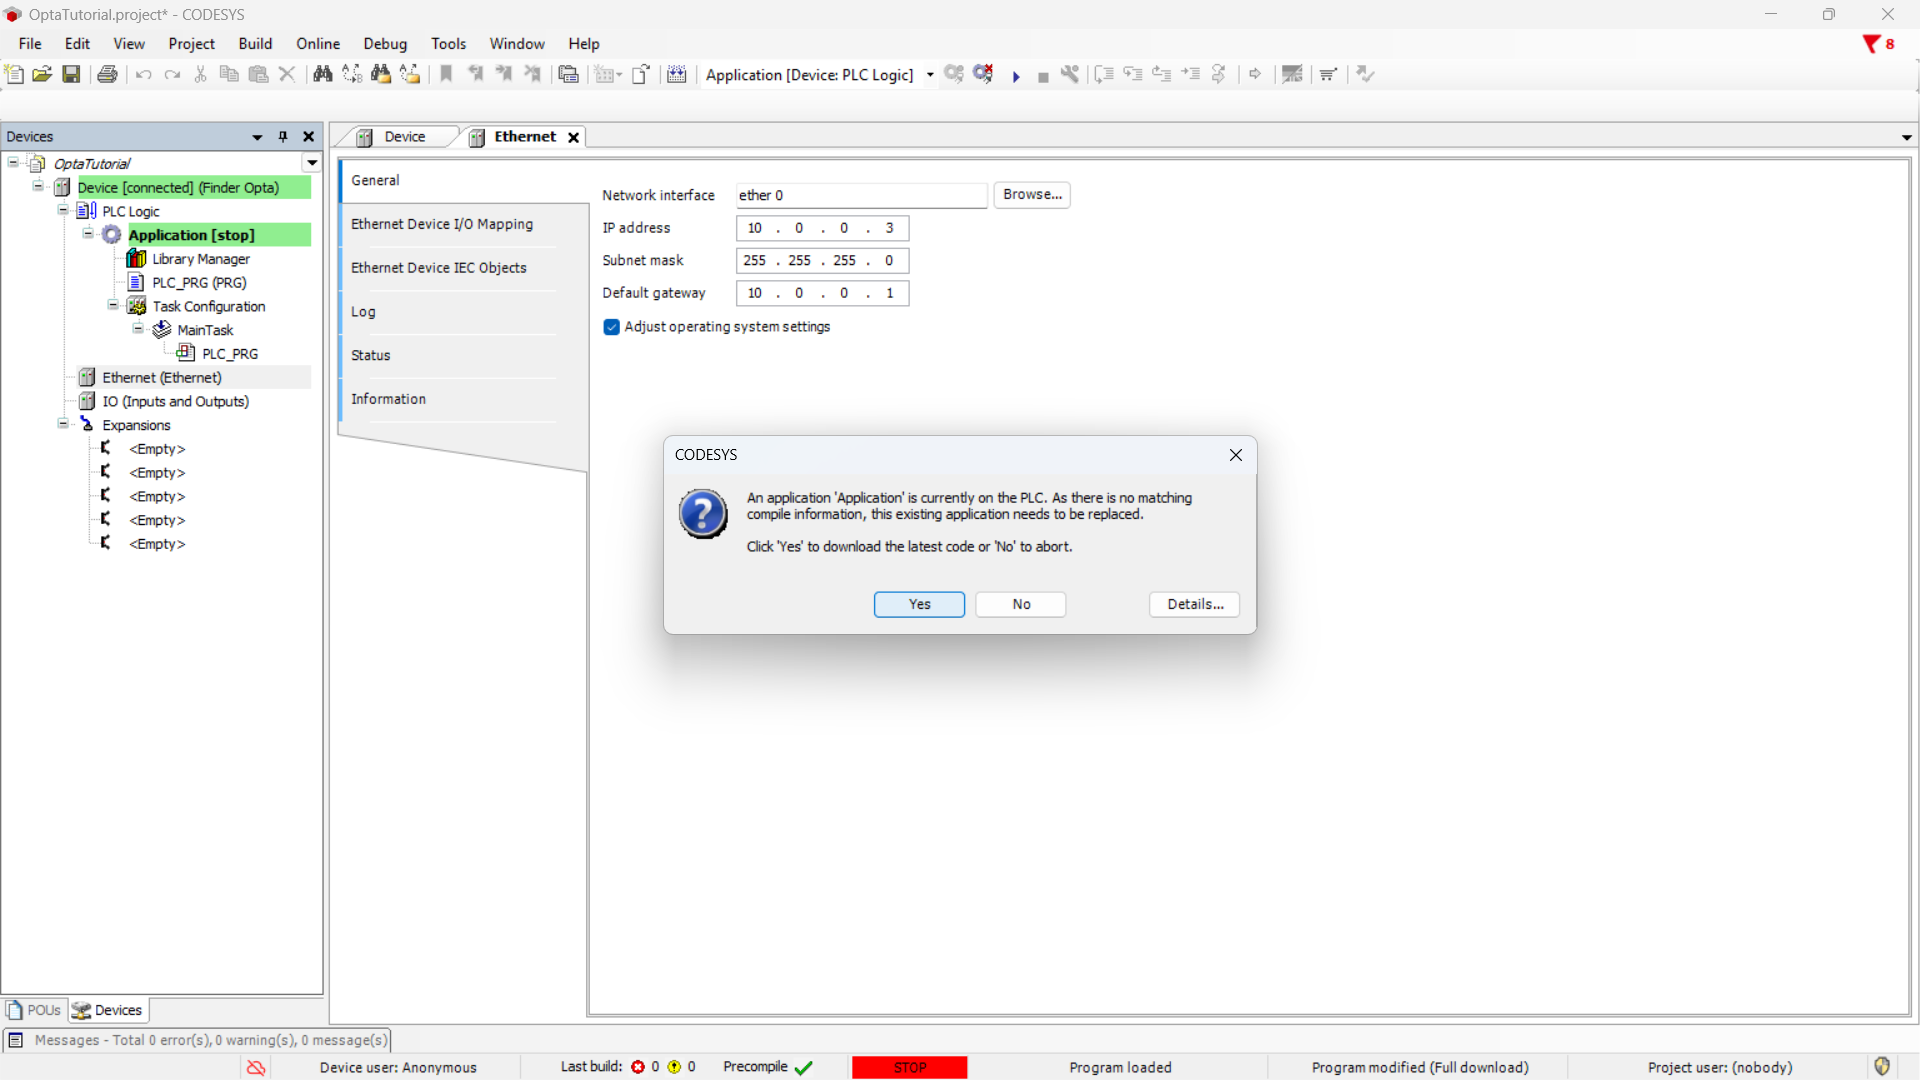 OptaTutorial.project* - CODESYS
File Edit View Project Build Online Debug Tools Window Help
8
Application [Device: PLC Logic]
Devices
OptaTutorial
Device [connected] (Finder Opta)
PLC Logic
Application [stop]
Library Manager
PLC_PRG (PRG)
Task Configuration
MainTask
PLC_PRG
Ethernet (Ethernet)
IO (Inputs and Outputs)
Expansions
<Empty>
<Empty>
<Empty>
<Empty>
<Empty>
POUs Devices
Device Ethernet
General
Ethernet Device I/O Mapping
Ethernet Device IEC Objects
Log
Status
Information
Network interface ether 0 Browse...
IP address 10 . 0 . 0 . 3
Subnet mask 255 . 255 . 255 . 0
Default gateway 10 . 0 . 0 . 1
Adjust operating system settings
CODESYS
An application 'Application' is currently on the PLC. As there is no matching
compile information, this existing application needs to be replaced.
Click 'Yes' to download the latest code or 'No' to abort.
Yes No Details...
Messages - Total 0 error(s), 0 warning(s), 0 message(s)
Device user: Anonymous Last build: 0 0 Precompile STOP Program loaded Program modified (Full download) Project user: (nobody)